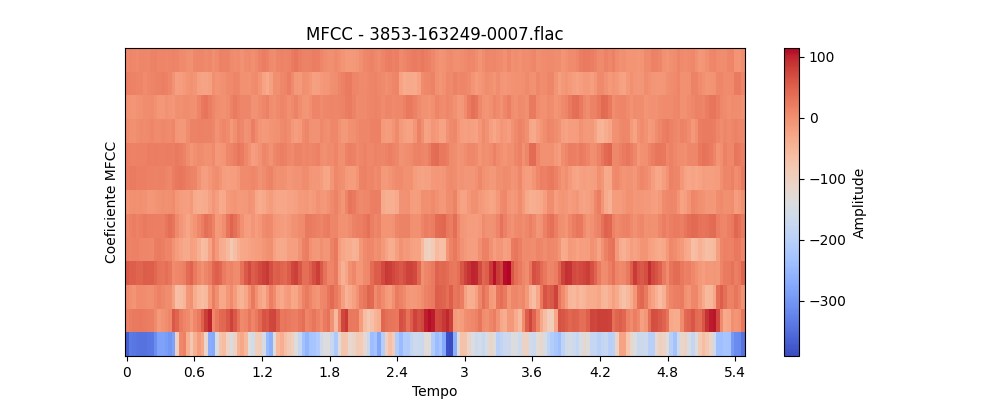 MFCC - 3853-163249-0007.flac
Coeficiente MFCC
0 0.6 1.2 1.8 2.4 3 3.6 4.2 4.8 5.4
Tempo
100
0
−100
−200
−300
Amplitude